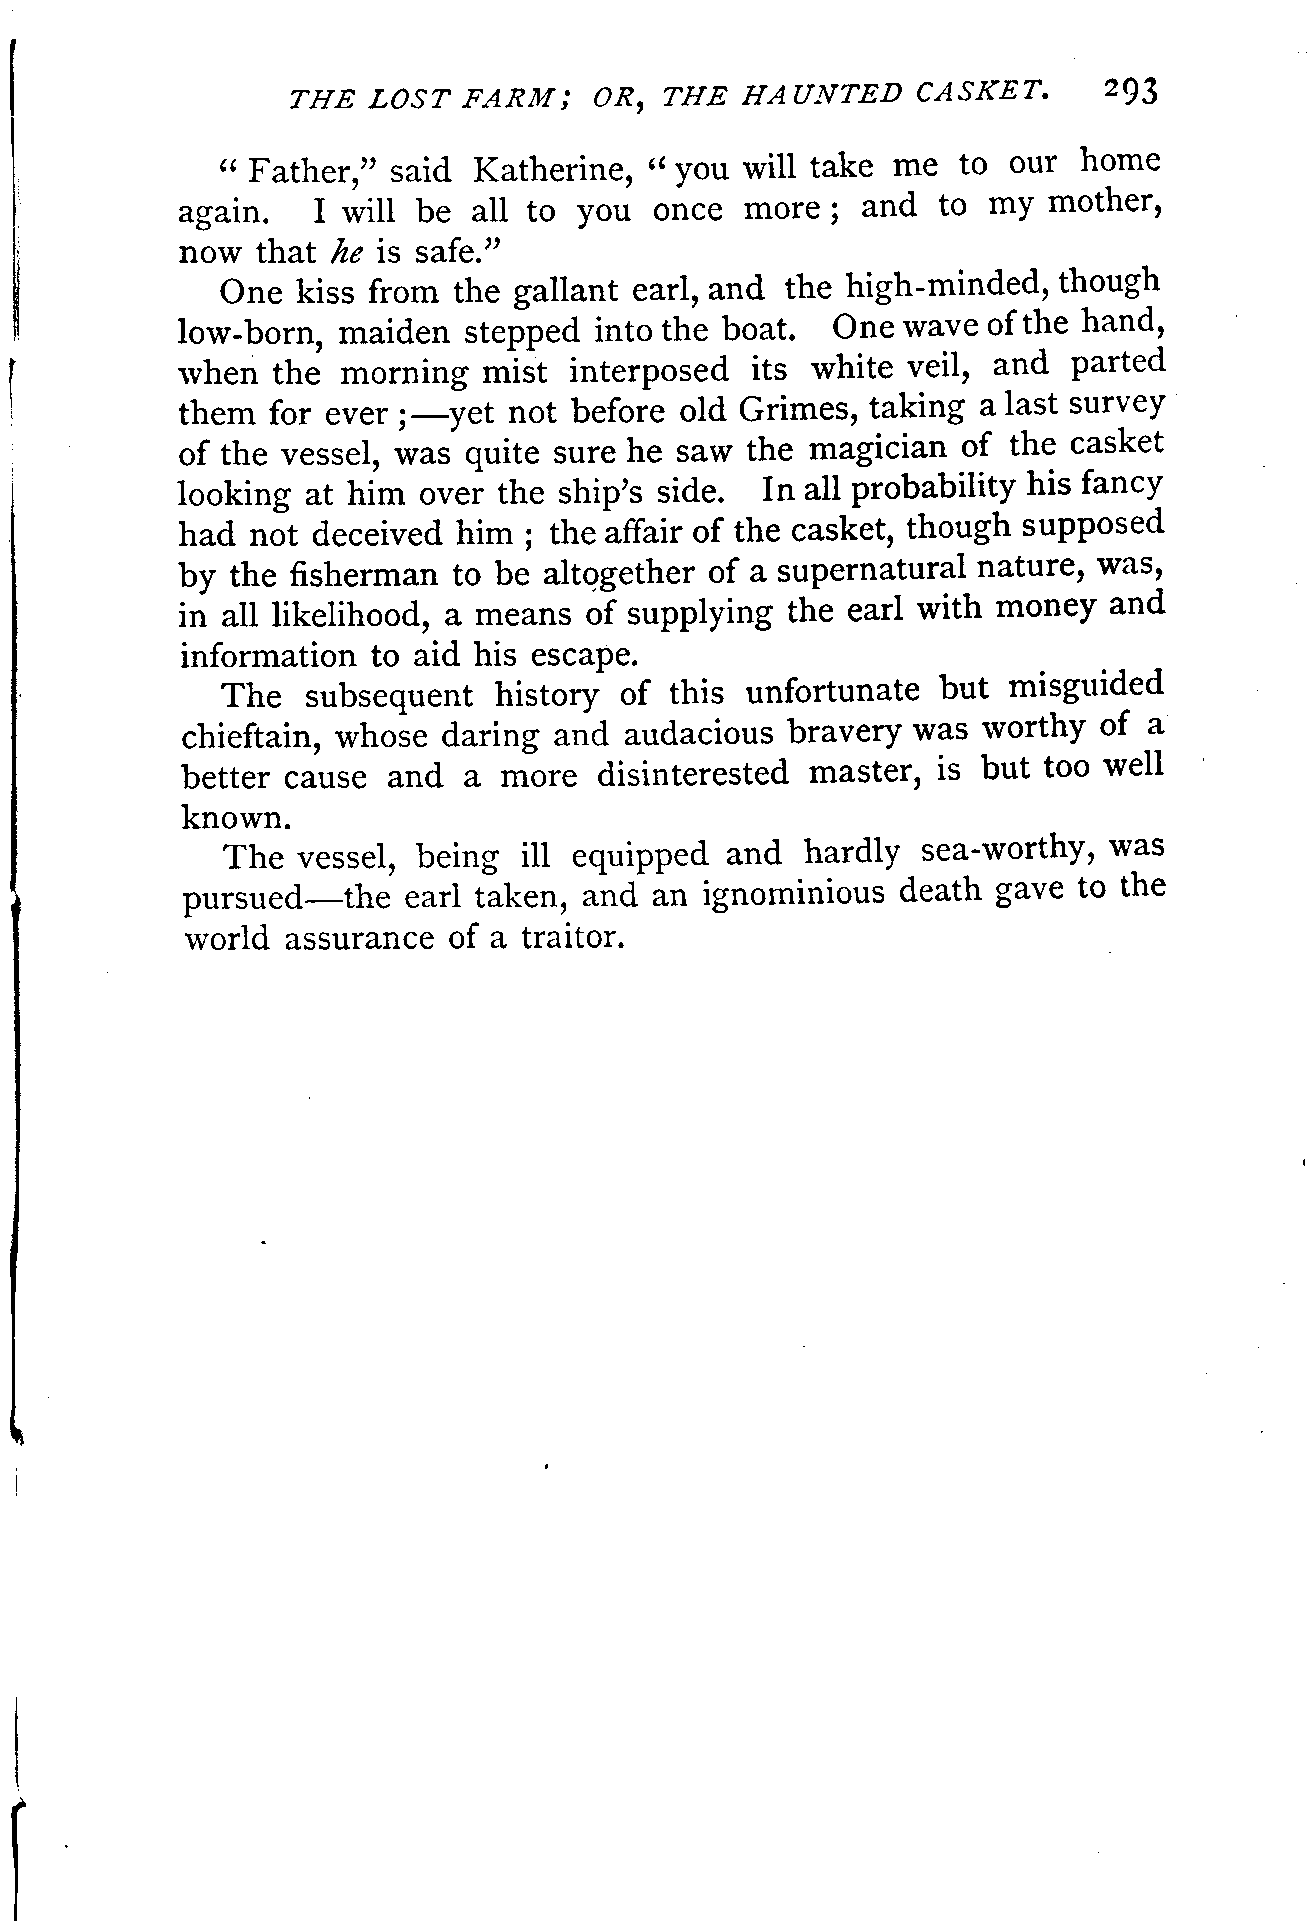 THE LOST FARM; OR, THE HAUNTED CASKET. 293
“ Father,” said Katherine, “ you will take me to our home
again. I will be all to you once more ; and to my mother,
now that he is safe.”
One kiss from the gallant earl, and the high-minded, though
low-born, maiden stepped into the boat. One wave of the hand,
when the morning mist interposed its white veil, and parted
them for ever ;—yet not before old Grimes, taking a last survey
of the vessel, was quite sure he saw the magician of the casket
looking at him over the ship's side. In all probability his fancy
had not deceived him ; the affair of the casket, though supposed
by the fisherman to be altogether of a supernatural nature, was,
in all likelihood, a means of supplying the earl with money and
information to aid his escape.
The subsequent history of this unfortunate but misguided
chieftain, whose daring and audacious bravery was worthy of a
better cause and a more disinterested master, is but too well
known.
The vessel, being ill equipped and hardly sea-worthy, was
pursued—the earl taken, and an ignominious death gave to the
world assurance of a traitor.